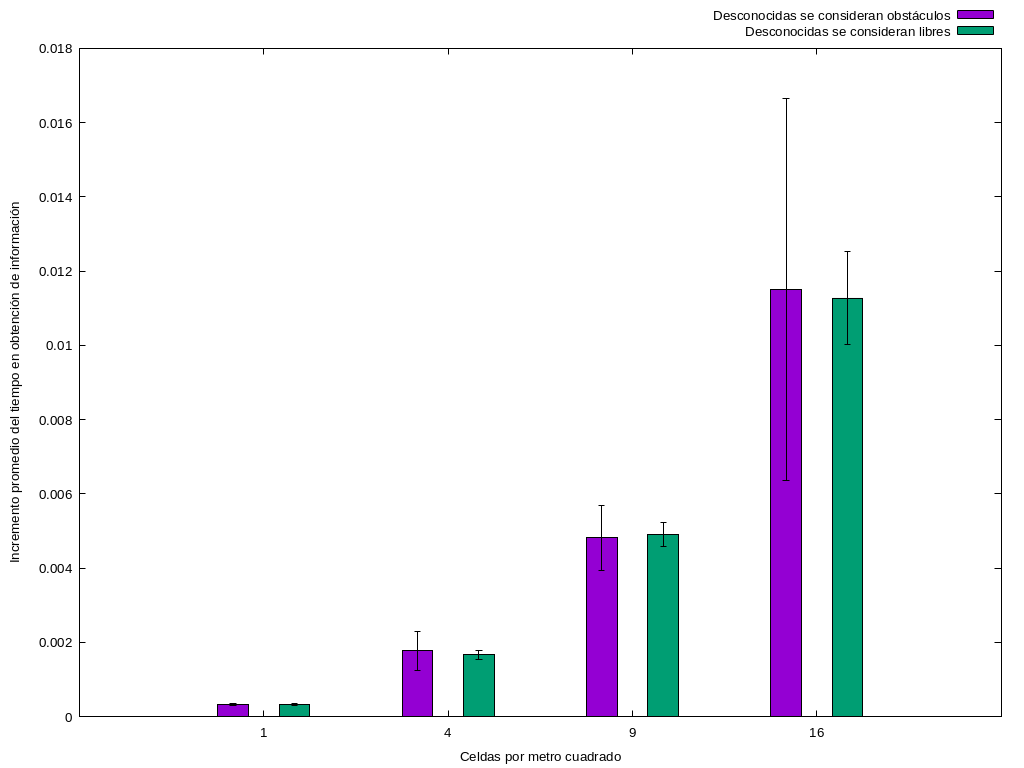 Desconocidas se consideran obstáculos
Desconocidas se consideran libres
0.018
0.016
0.014
0.012
0.01
0.008
0.006
0.004
0.002
0
Incremento promedio del tiempo en obtención de información
1 4 9 16
Celdas por metro cuadrado